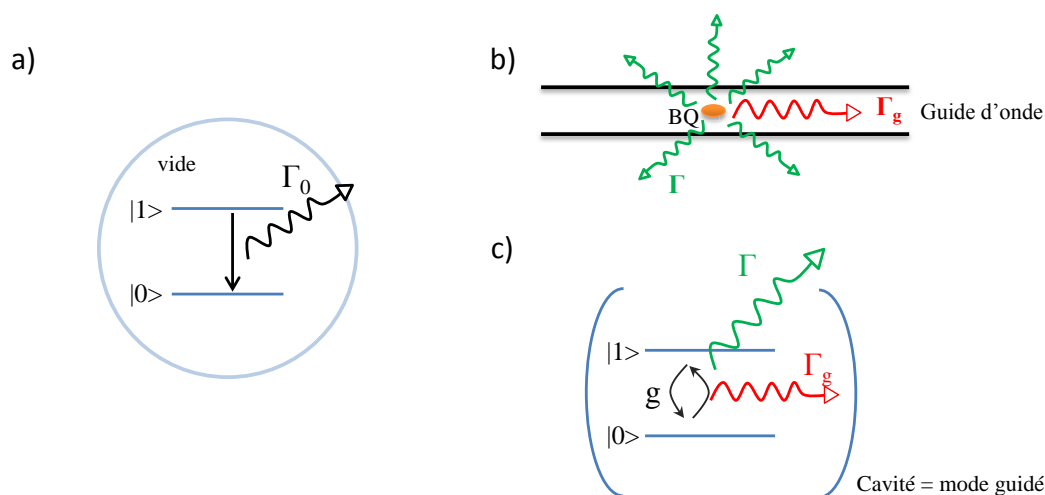 a)
vide
Γ₀
|1>
|0>
b)
BQ
Γg
Guide d'onde
Γ
c)
Γ
|1>
Γg
g
|0>
Cavité = mode guidé